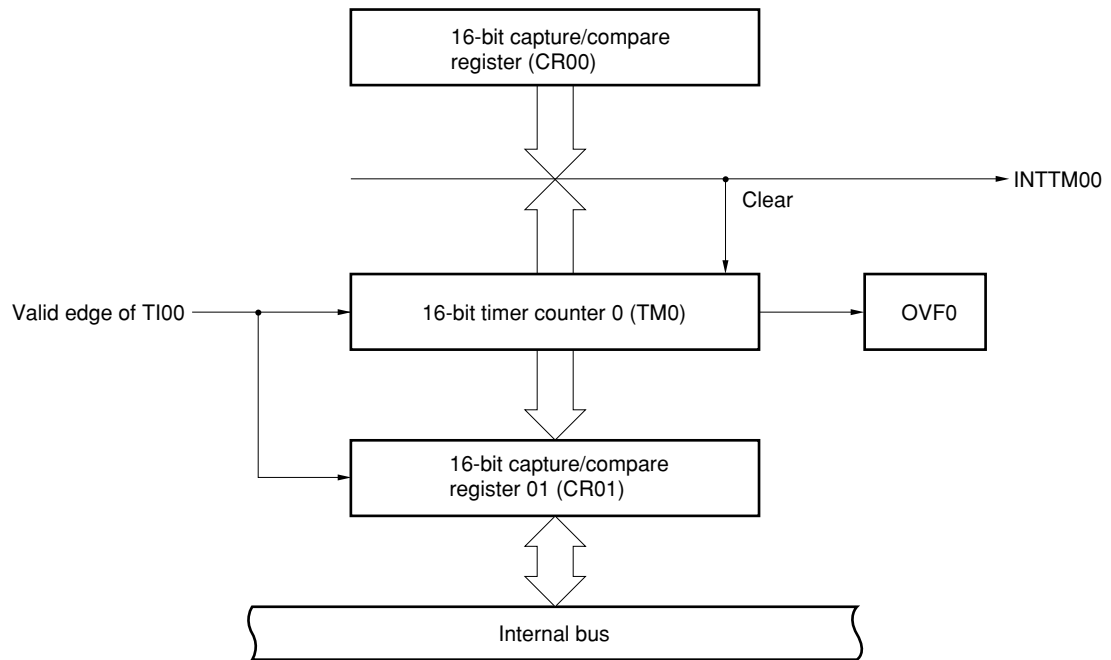 16-bit capture/compare
register (CR00)
INTTM00
Clear
Valid edge of TI00
16-bit timer counter 0 (TM0)
OVF0
16-bit capture/compare
register 01 (CR01)
Internal bus